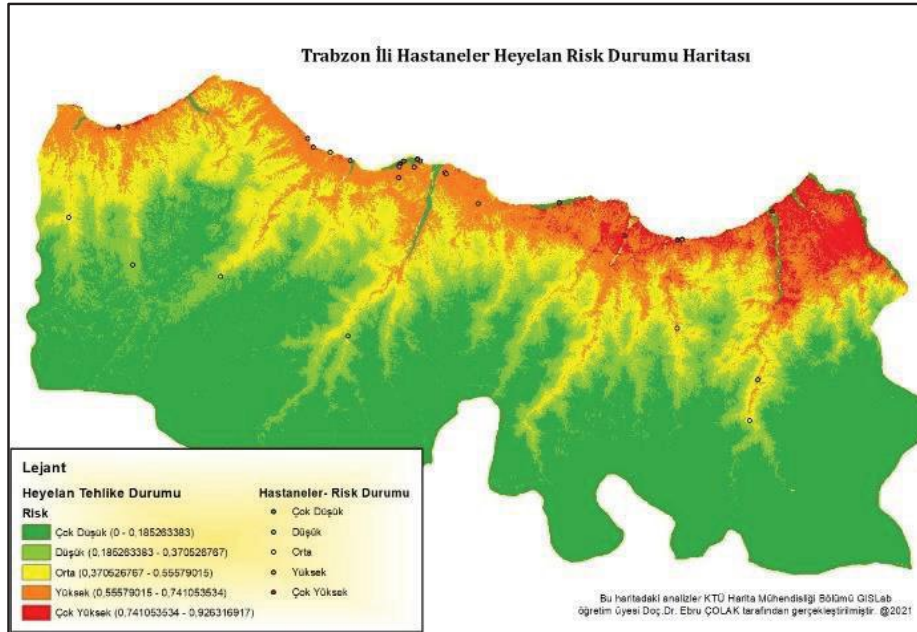 Trabzon İli Hastaneler Heyelan Risk Durumu Haritası
Lejant
Heyelan Tehlike Durumu
Risk
Çok Düşük (0 - 0,185263383)
Düşük (0,185263383 - 0,370526767)
Orta (0,370526767 - 0,55579015)
Yüksek (0,55579015 - 0,741053534)
Çok Yüksek (0,741053534 - 0,926316917)
Hastaneler- Risk Durumu
Çok Düşük
Düşük
Orta
Yüksek
Çok Yüksek
Bu haritadaki analizler KTÜ Harita Mühendisliği Bölümü GISLab
öğretim üyesi Doç.Dr. Ebru ÇOLAK tarafından gerçekleştirilmiştir. @2021